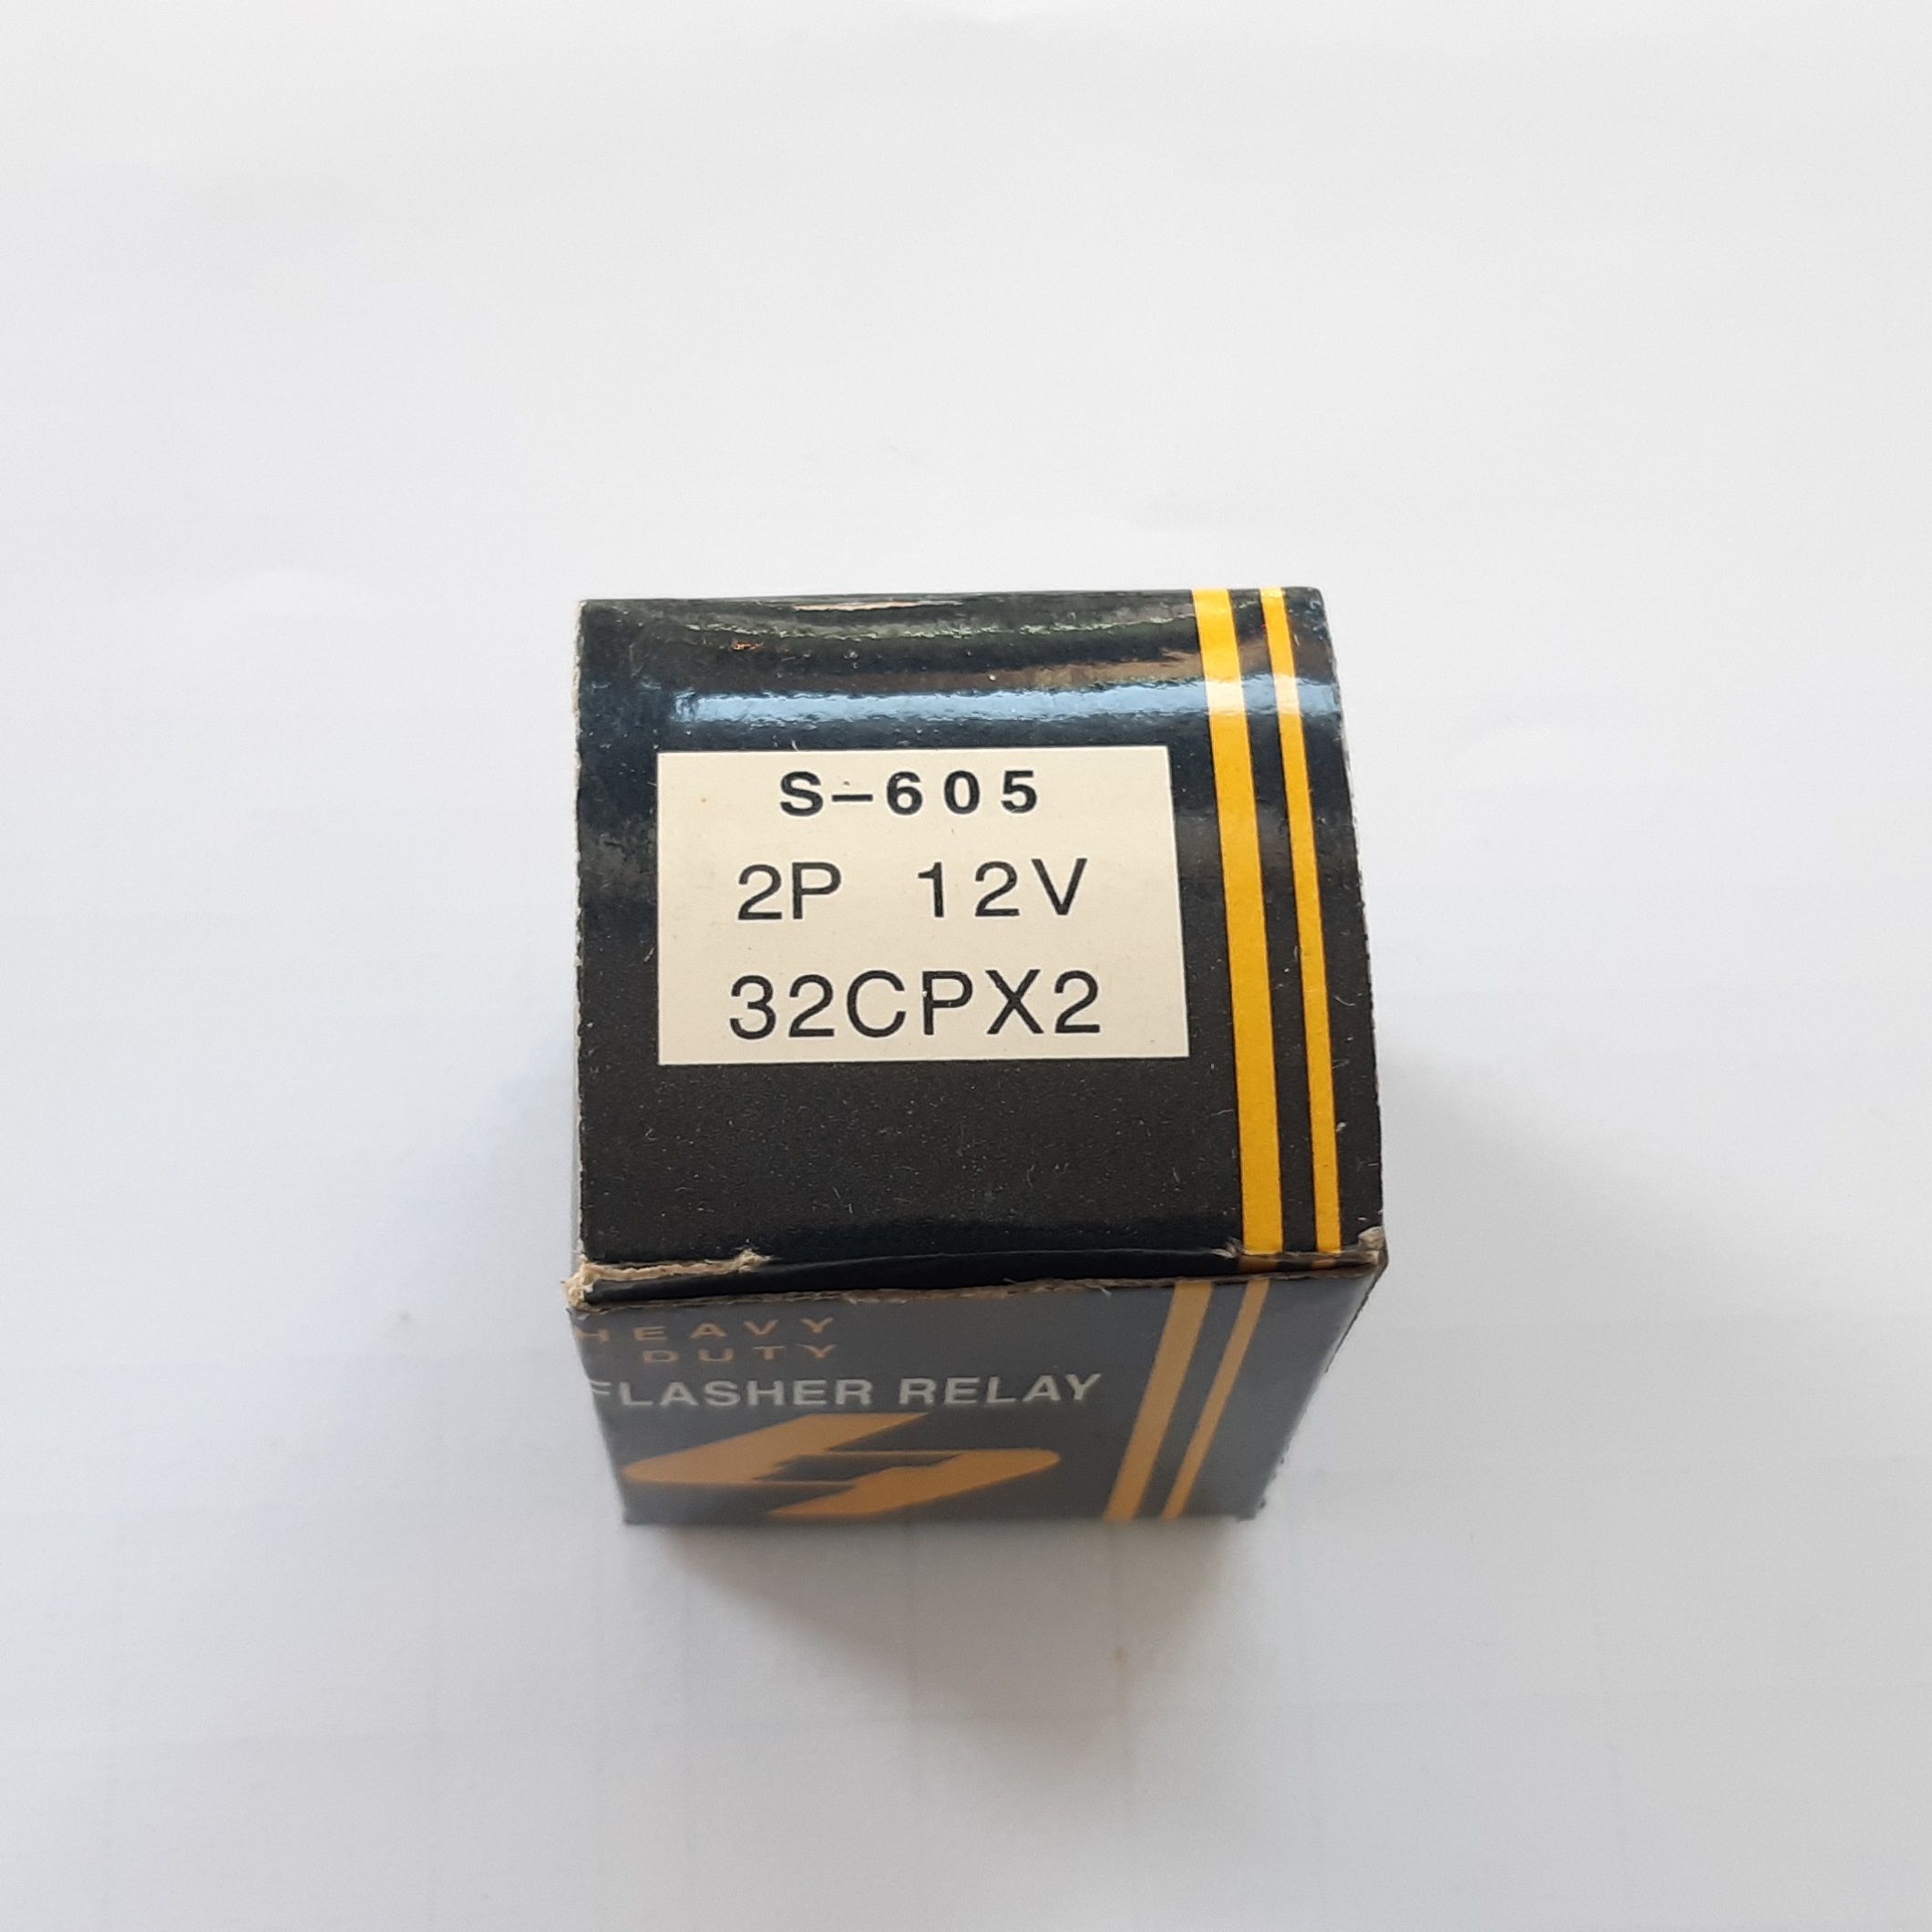 S-605
2P 12V
32CPX2
HEAVY
DUTY
FLASHER RELAY